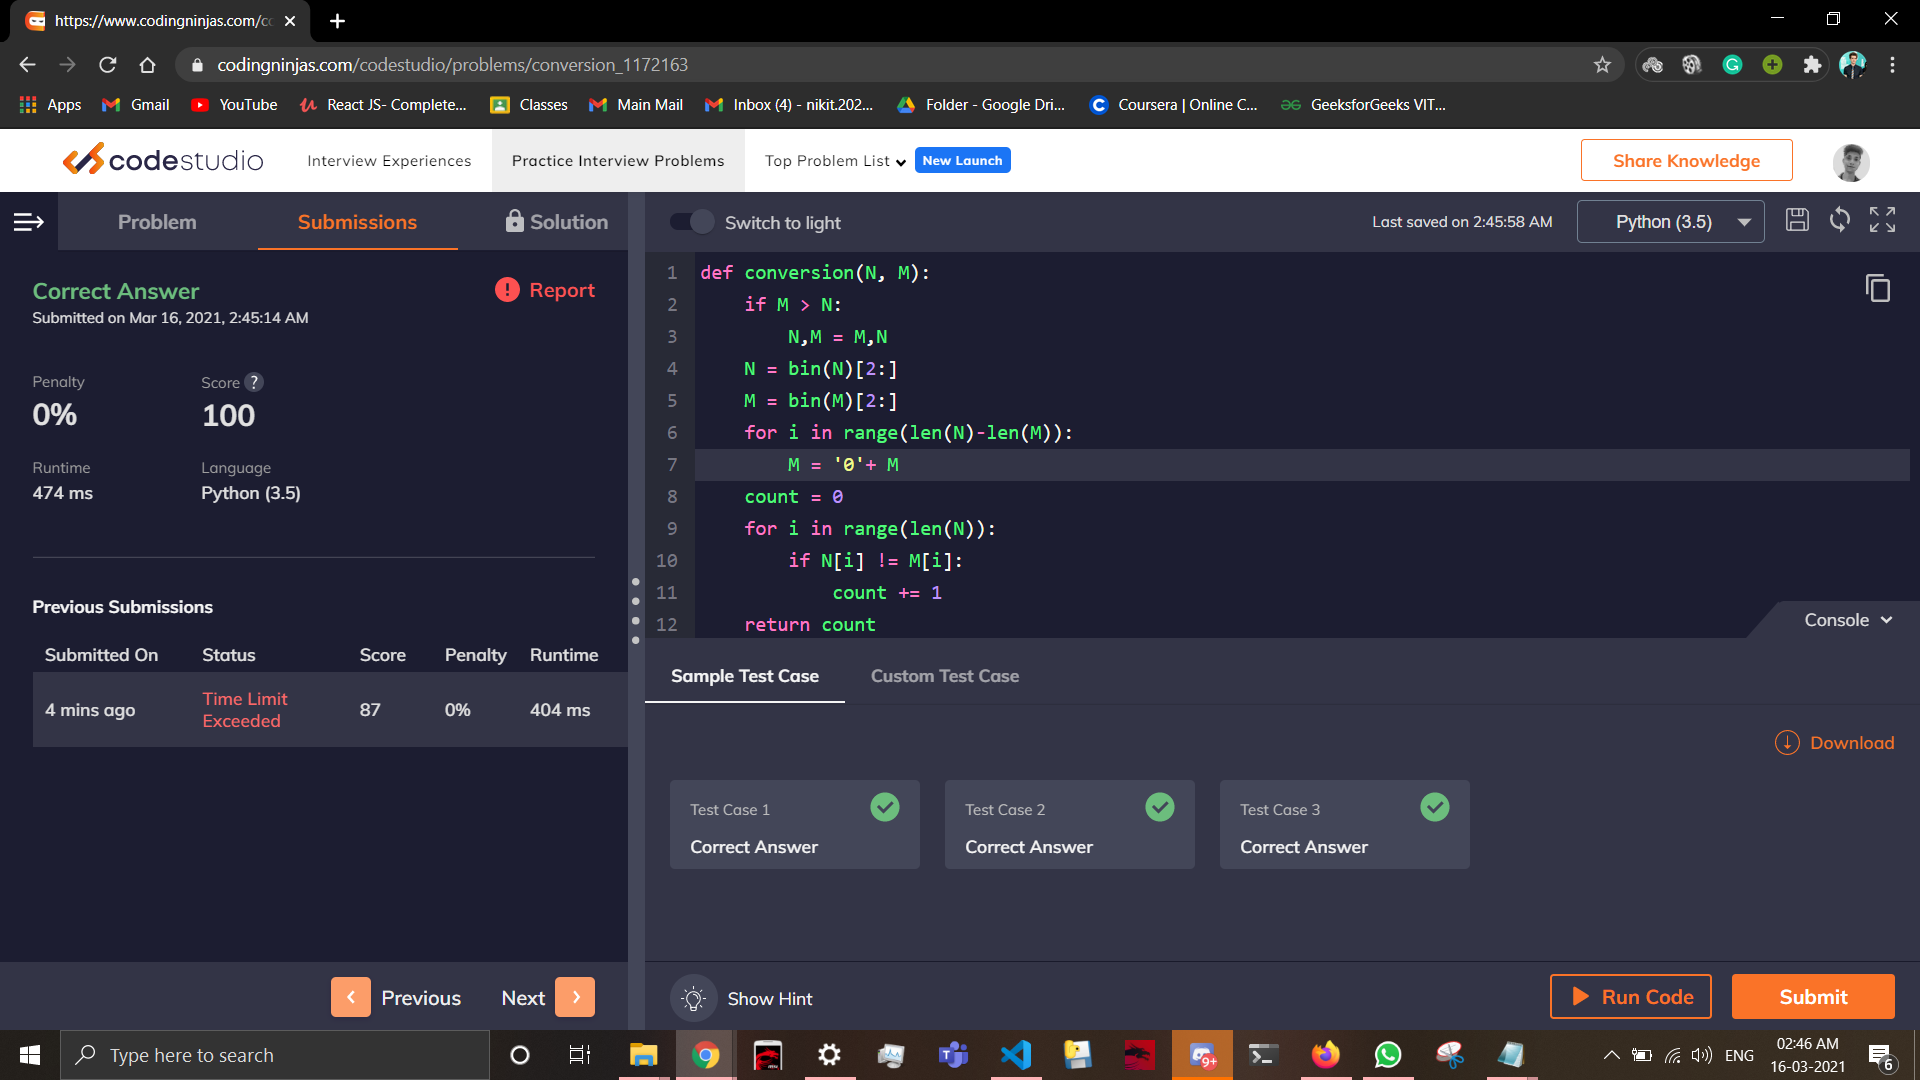 https://www.codingninjas.com/co
codingninjas.com/codestudio/problems/conversion_1172163
Apps Gmail YouTube React JS- Complete... Classes Main Mail Inbox (4) - nikit.202... Folder - Google Dri... Coursera | Online C... GeeksforGeeks VIT...
codestudio Interview Experiences Practice Interview Problems Top Problem List New Launch Share Knowledge
Problem Submissions Solution
Switch to light Last saved on 2:45:58 AM Python (3.5)
Correct Answer Report
Submitted on Mar 16, 2021, 2:45:14 AM
Penalty Score ?
0% 100
Runtime Language
474 ms Python (3.5)
Previous Submissions
Submitted On Status Score Penalty Runtime
4 mins ago Time Limit Exceeded 87 0% 404 ms
Previous Next
1 def conversion(N, M):
2 if M > N:
3 N,M = M,N
4 N = bin(N)[2:]
5 M = bin(M)[2:]
6 for i in range(len(N)-len(M)):
7 M = '0'+ M
8 count = 0
9 for i in range(len(N)):
10 if N[i] != M[i]:
11 count += 1
12 return count
Console
Sample Test Case Custom Test Case
Download
Test Case 1 Test Case 2 Test Case 3
Correct Answer Correct Answer Correct Answer
Show Hint Run Code Submit
Type here to search
9+
ENG
02:46 AM
16-03-2021
6